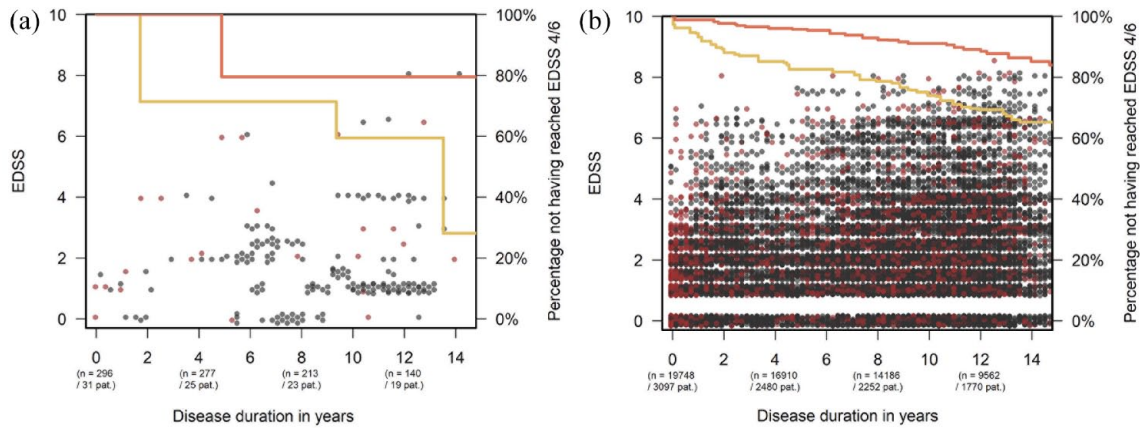 (a)
10
8
6
4
2
0
EDSS
100%
80%
60%
40%
20%
0%
Percentage not having reached EDSS 4/6
0 2 4 6 8 10 12 14
(n = 296 (n = 277 (n = 213 (n = 140
/ 31 pat.) / 25 pat.) / 23 pat.) / 19 pat.)
Disease duration in years
(b)
10
8
6
4
2
0
EDSS
100%
80%
60%
40%
20%
0%
Percentage not having reached EDSS 4/6
0 2 4 6 8 10 12 14
(n = 19748 (n = 16910 (n = 14186 (n = 9562
/ 3097 pat.) / 2480 pat.) / 2252 pat.) / 1770 pat.)
Disease duration in years